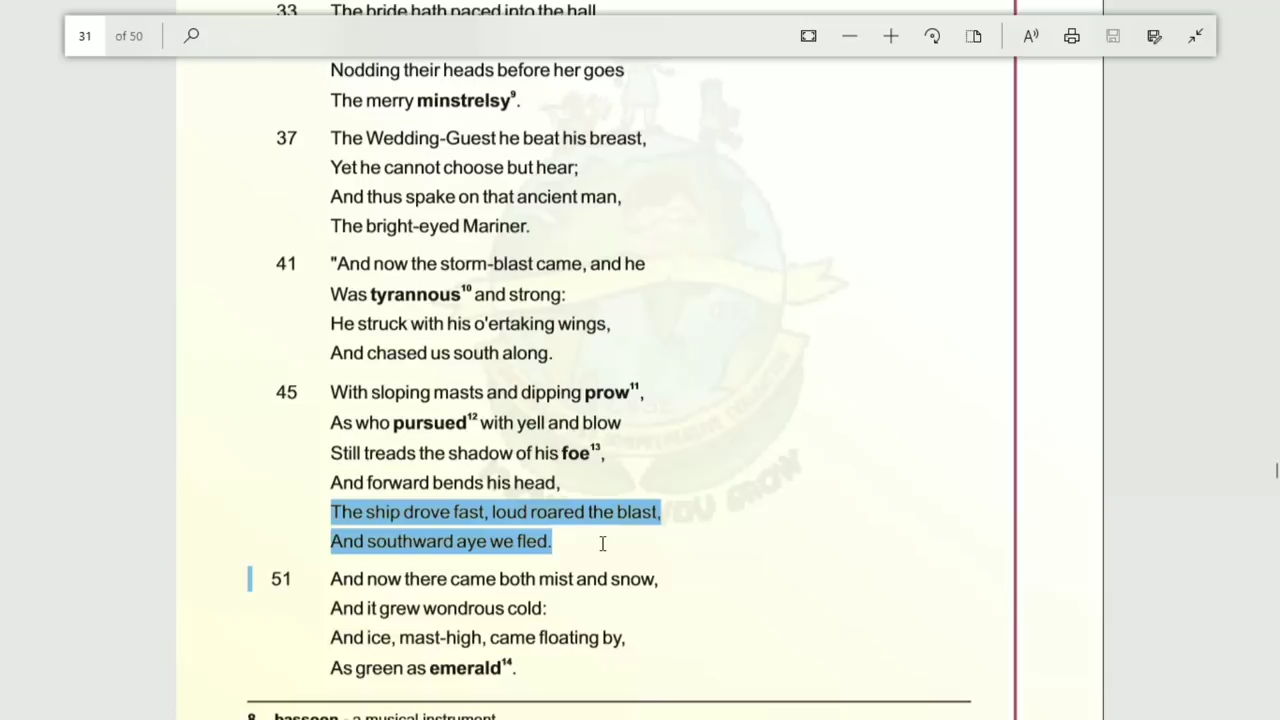 33 The bride hath paced into the hall
31 of 50
Nodding their heads before her goes
The merry minstrelsy⁹.
37 The Wedding-Guest he beat his breast,
Yet he cannot choose but hear;
And thus spake on that ancient man,
The bright-eyed Mariner.
41 "And now the storm-blast came, and he
Was tyrannous¹⁰ and strong:
He struck with his o'ertaking wings,
And chased us south along.
45 With sloping masts and dipping prow¹¹,
As who pursued¹² with yell and blow
Still treads the shadow of his foe¹³,
And forward bends his head,
The ship drove fast, loud roared the blast,
And southward aye we fled.
51 And now there came both mist and snow,
And it grew wondrous cold:
And ice, mast-high, came floating by,
As green as emerald¹⁴.
8 bassoon - a musical instrument